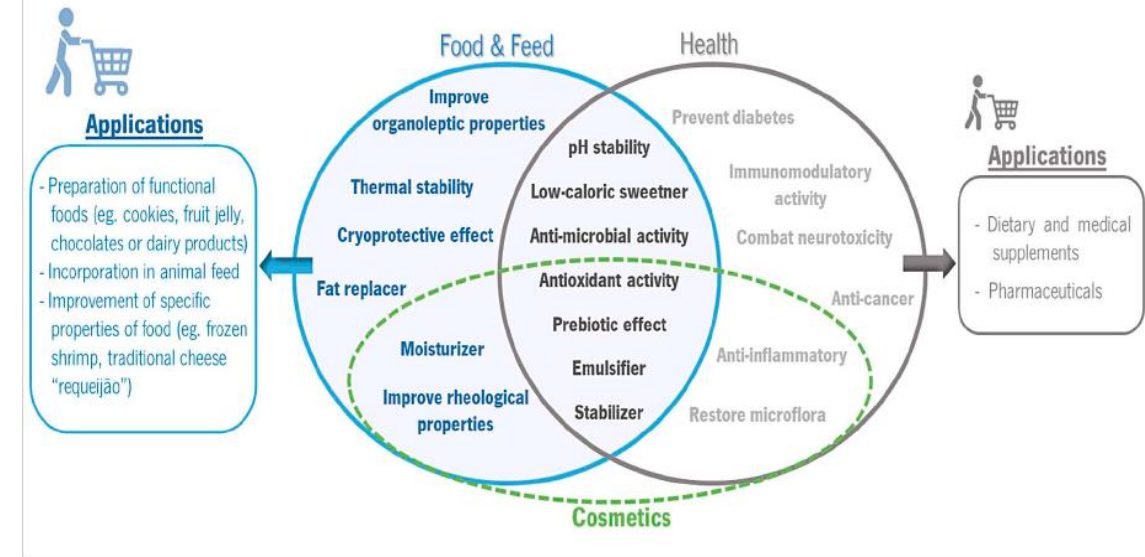 Food & Feed
Health
Applications
- Preparation of functional
foods (eg. cookies, fruit jelly,
chocolates or dairy products)
- Incorporation in animal feed
- Improvement of specific
properties of food (eg. frozen
shrimp, traditional cheese
“requeijão”)
Improve
organoleptic properties
Thermal stability
Cryoprotective effect
Fat replacer
Moisturizer
Improve rheological
properties
pH stability
Low-caloric sweetner
Anti-microbial activity
Antioxidant activity
Prebiotic effect
Emulsifier
Stabilizer
Prevent diabetes
Immunomodulatory
activity
Combat neurotoxicity
Anti-cancer
Anti-inflammatory
Restore microflora
Cosmetics
Applications
- Dietary and medical
supplements
- Pharmaceuticals